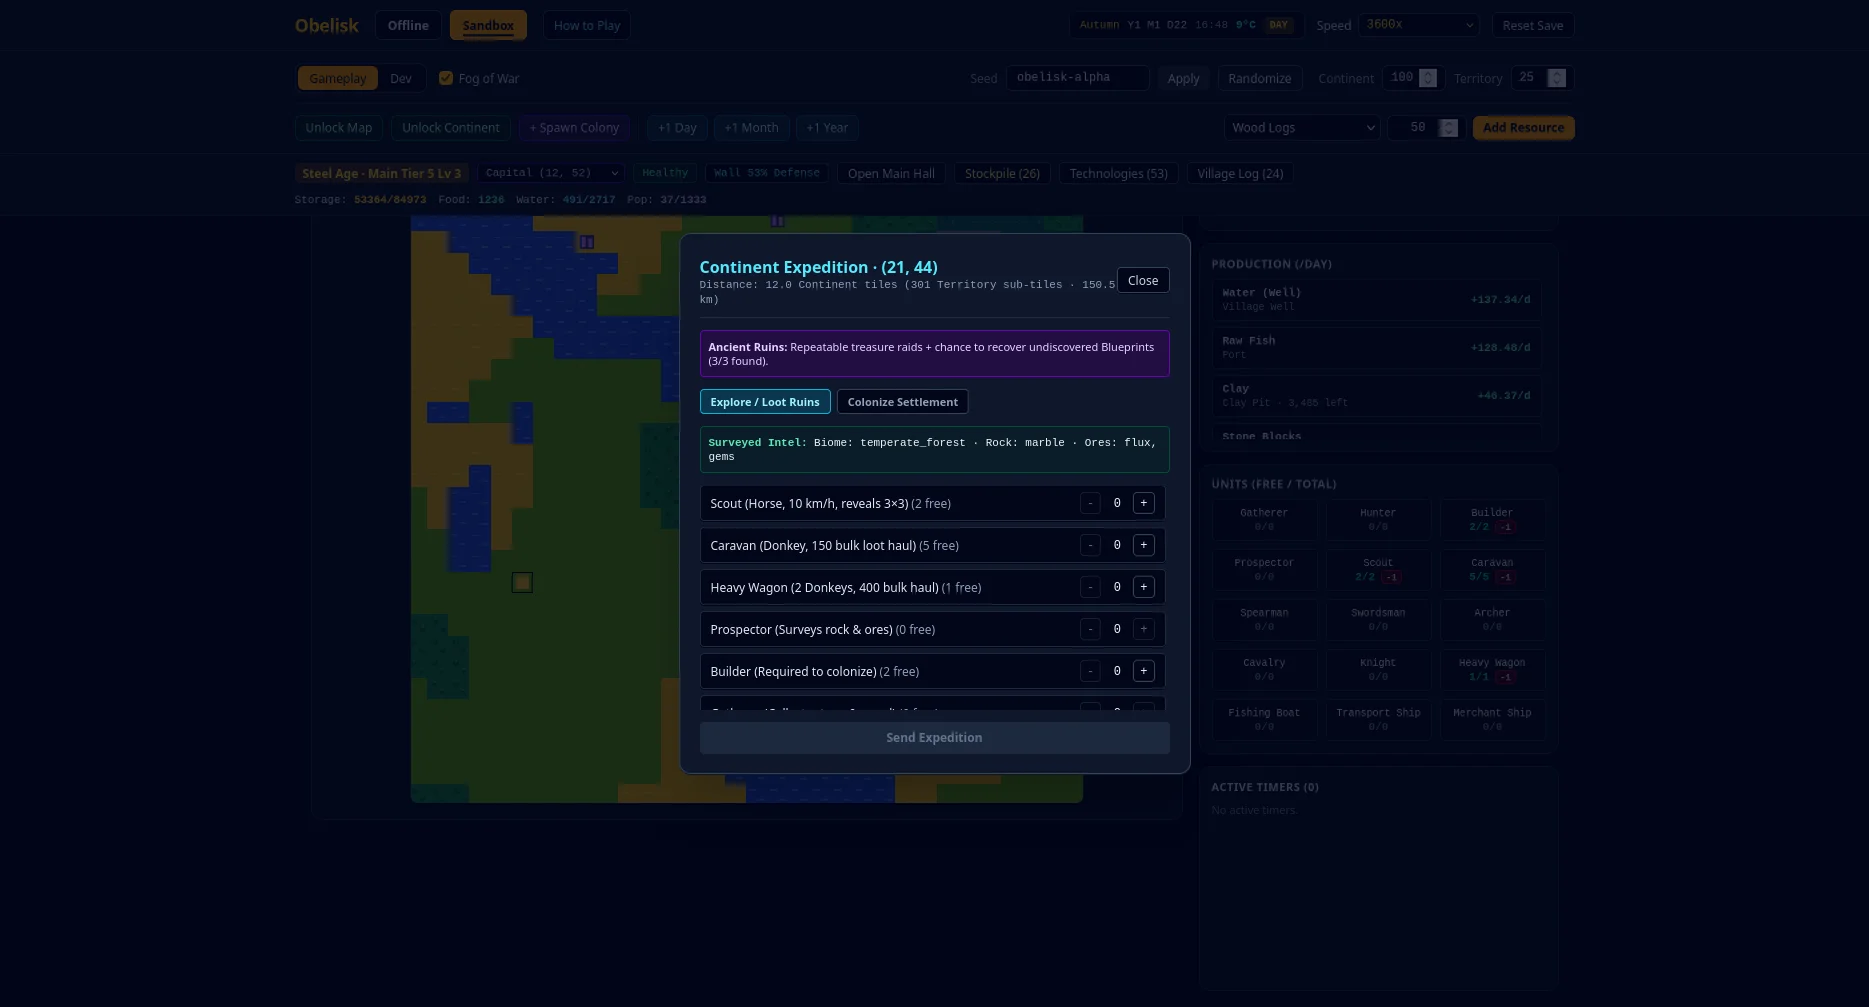 Obelisk
Offline
Sandbox
How to Play
Autumn Y1 M1 D22 16:48 9°C DAY
Speed
3600x
Reset Save
Gameplay
Dev
Fog of War
Seed
obelisk-alpha
Apply
Randomize
Continent
100
Territory
25
Unlock Map
Unlock Continent
+ Spawn Colony
+1 Day
+1 Month
+1 Year
Wood Logs
50
Add Resource
Steel Age · Main Tier 5 Lv 3
Capital (12, 52)
Healthy
Wall 53% Defense
Open Main Hall
Stockpile (26)
Technologies (53)
Village Log (24)
Storage: 53364/84973 Food: 1236 Water: 491/2717 Pop: 37/1333
Continent Expedition · (21, 44)
Distance: 12.0 Continent tiles (301 Territory sub-tiles · 150.5
km)
Close
Ancient Ruins: Repeatable treasure raids + chance to recover undiscovered Blueprints
(3/3 found).
Explore / Loot Ruins
Colonize Settlement
Surveyed Intel: Biome: temperate_forest · Rock: marble · Ores: flux,
gems
Scout (Horse, 10 km/h, reveals 3×3) (2 free)
- 0 +
Caravan (Donkey, 150 bulk loot haul) (5 free)
- 0 +
Heavy Wagon (2 Donkeys, 400 bulk haul) (1 free)
- 0 +
Prospector (Surveys rock & ores) (0 free)
- 0 +
Builder (Required to colonize) (2 free)
- 0 +
Send Expedition
PRODUCTION (/DAY)
Water (Well)
Village Well
+137.34/d
Raw Fish
Port
+128.48/d
Clay
Clay Pit · 3,465 left
+46.37/d
Stone Blocks
UNITS (FREE / TOTAL)
Gatherer
0/0
Hunter
0/0
Builder
2/2 -1
Prospector
0/0
Scout
2/2 -1
Caravan
5/5 -1
Spearman
0/0
Swordsman
0/0
Archer
0/0
Cavalry
0/0
Knight
0/0
Heavy Wagon
1/1 -1
Fishing Boat
0/0
Transport Ship
0/0
Merchant Ship
0/0
ACTIVE TIMERS (0)
No active timers.